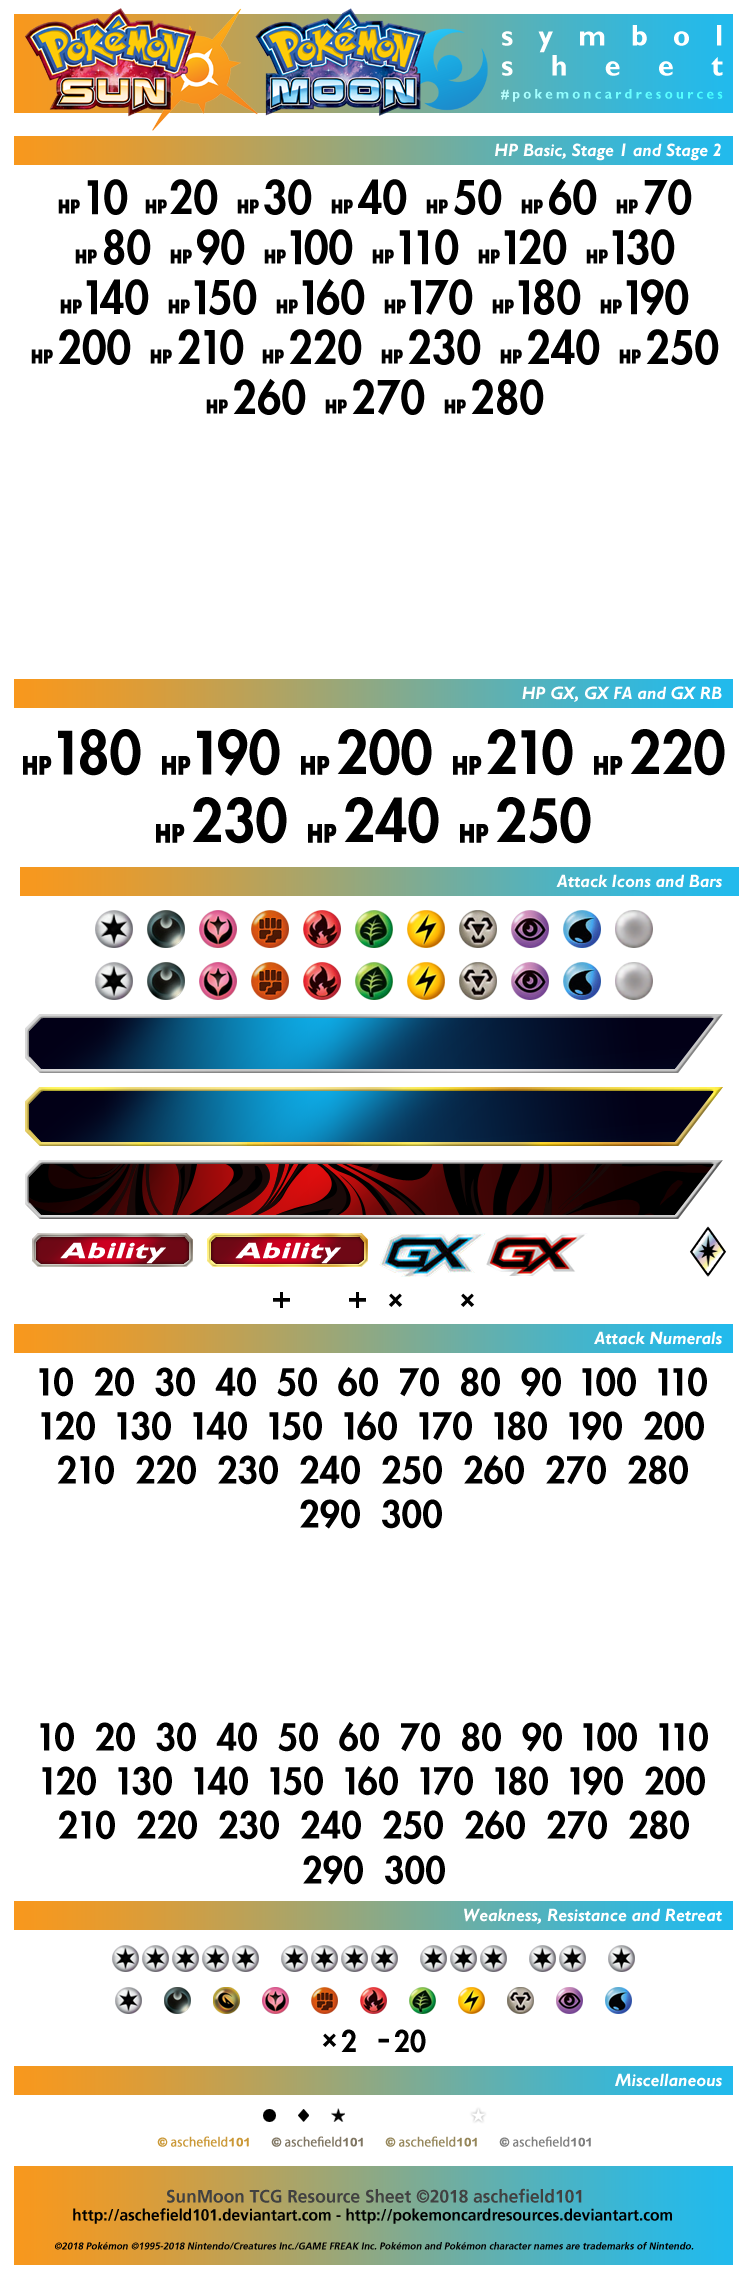 POKéMON SUN POKéMON MOON symbol
sheet
#pokemoncardresources
HP Basic, Stage 1 and Stage 2
HP 10 HP 20 HP 30 HP 40 HP 50 HP 60 HP 70
HP 80 HP 90 HP 100 HP 110 HP 120 HP 130
HP 140 HP 150 HP 160 HP 170 HP 180 HP 190
HP 200 HP 210 HP 220 HP 230 HP 240 HP 250
HP 260 HP 270 HP 280
HP GX, GX FA and GX RB
HP 180 HP 190 HP 200 HP 210 HP 220
HP 230 HP 240 HP 250
Attack Icons and Bars
Ability Ability GX GX
+ + × ×
Attack Numerals
10 20 30 40 50 60 70 80 90 100 110
120 130 140 150 160 170 180 190 200
210 220 230 240 250 260 270 280
290 300
10 20 30 40 50 60 70 80 90 100 110
120 130 140 150 160 170 180 190 200
210 220 230 240 250 260 270 280
290 300
Weakness, Resistance and Retreat
×2 -20
Miscellaneous
© aschefield101 © aschefield101 © aschefield101 © aschefield101
SunMoon TCG Resource Sheet ©2018 aschefield101
http://aschefield101.deviantart.com - http://pokemoncardresources.deviantart.com
©2018 Pokémon ©1995-2018 Nintendo/Creatures Inc./GAME FREAK Inc. Pokémon and Pokémon character names are trademarks of Nintendo.